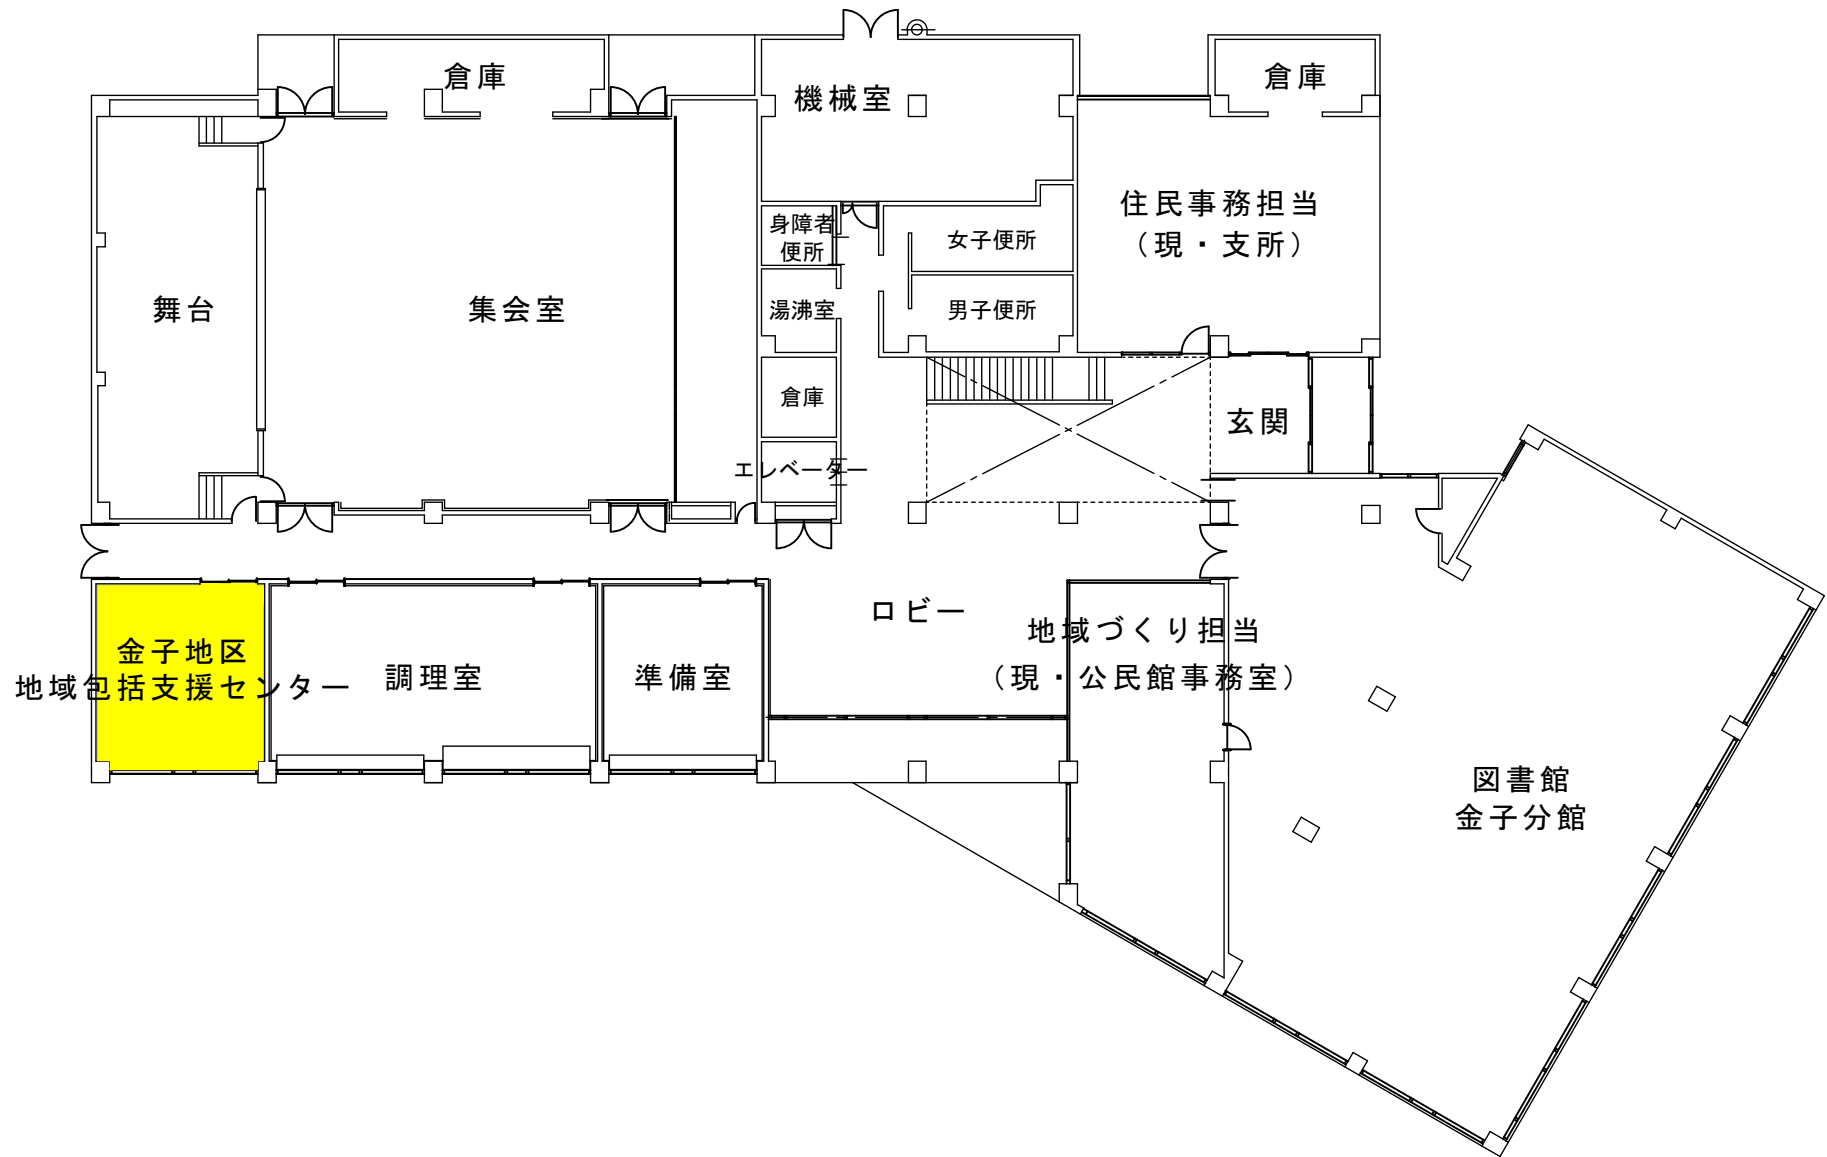 倉庫
機械室
倉庫
住民事務担当
(現・支所)
身障者
便所
女子便所
舞台
集会室
湯沸室
男子便所
倉庫
玄関
エレベーター
ロビー
地域づくり担当
(現・公民館事務室)
金子地区
地域包括支援センター
調理室
準備室
図書館
金子分館